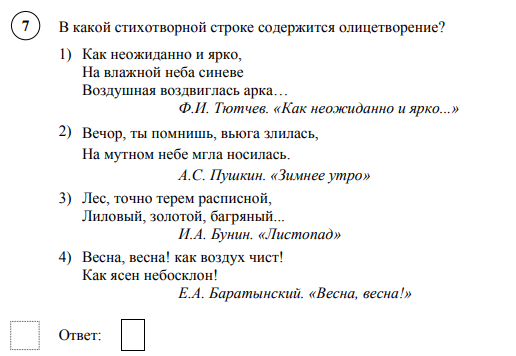 7 В какой стихотворной строке содержится олицетворение?
1) Как неожиданно и ярко,
На влажной неба синеве
Воздушная воздвиглась арка…
Ф.И. Тютчев. «Как неожиданно и ярко...»
2) Вечор, ты помнишь, вьюга злилась,
На мутном небе мгла носилась.
А.С. Пушкин. «Зимнее утро»
3) Лес, точно терем расписной,
Лиловый, золотой, багряный...
И.А. Бунин. «Листопад»
4) Весна, весна! как воздух чист!
Как ясен небосклон!
Е.А. Баратынский. «Весна, весна!»
Ответ: